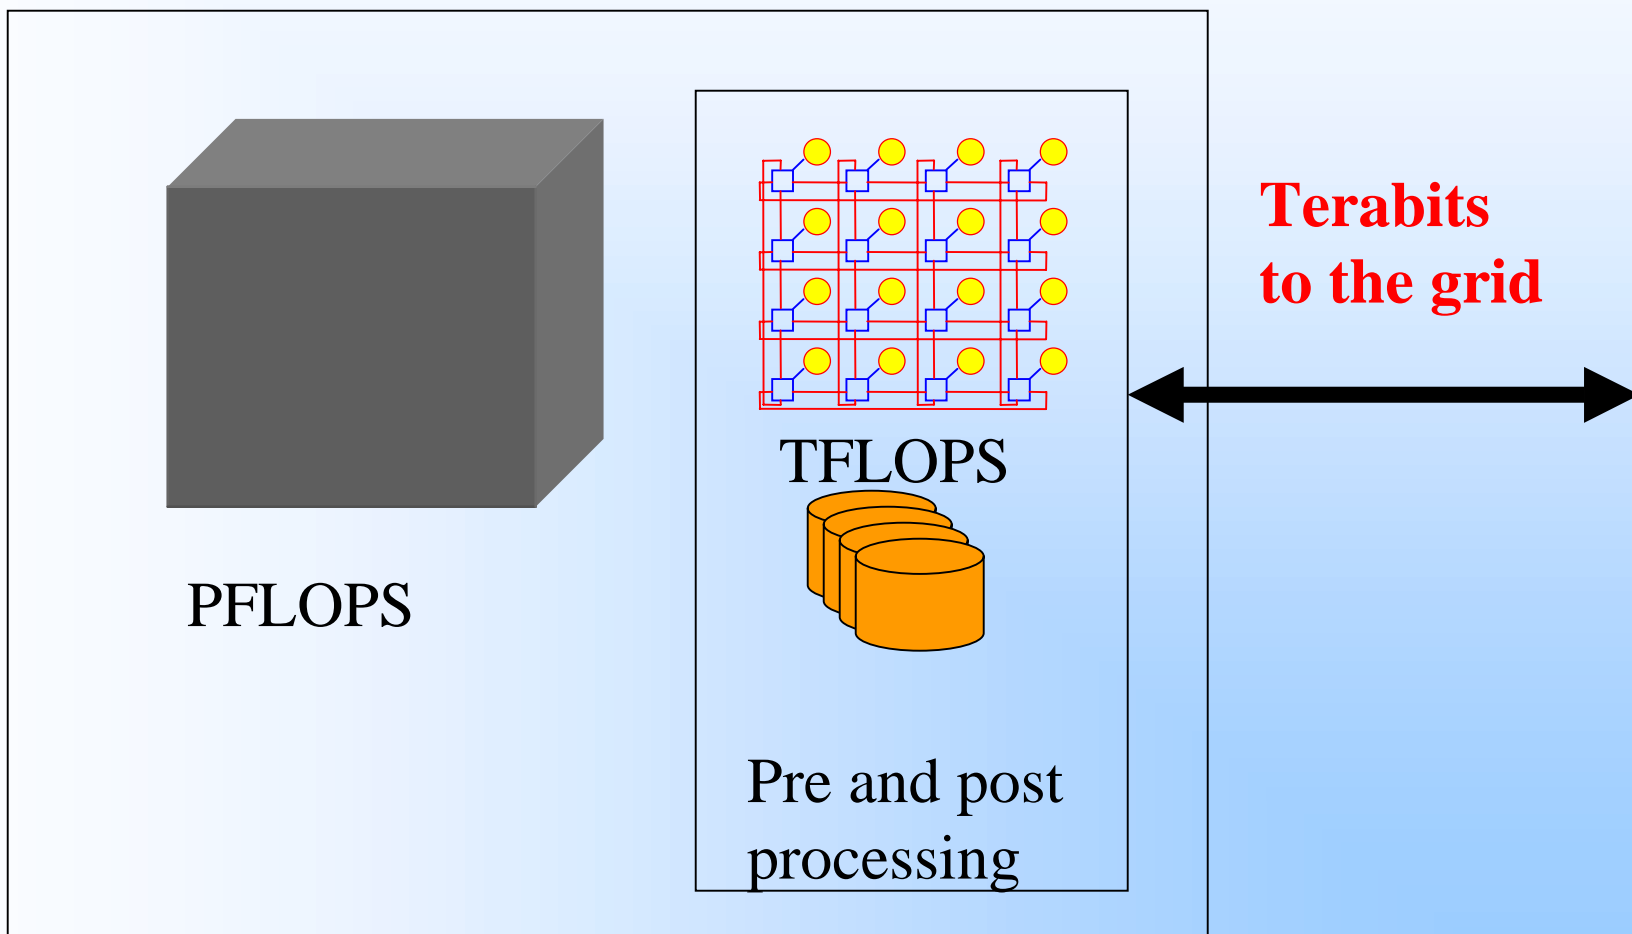 PFLOPS
TFLOPS
Pre and post
processing
Terabits
to the grid